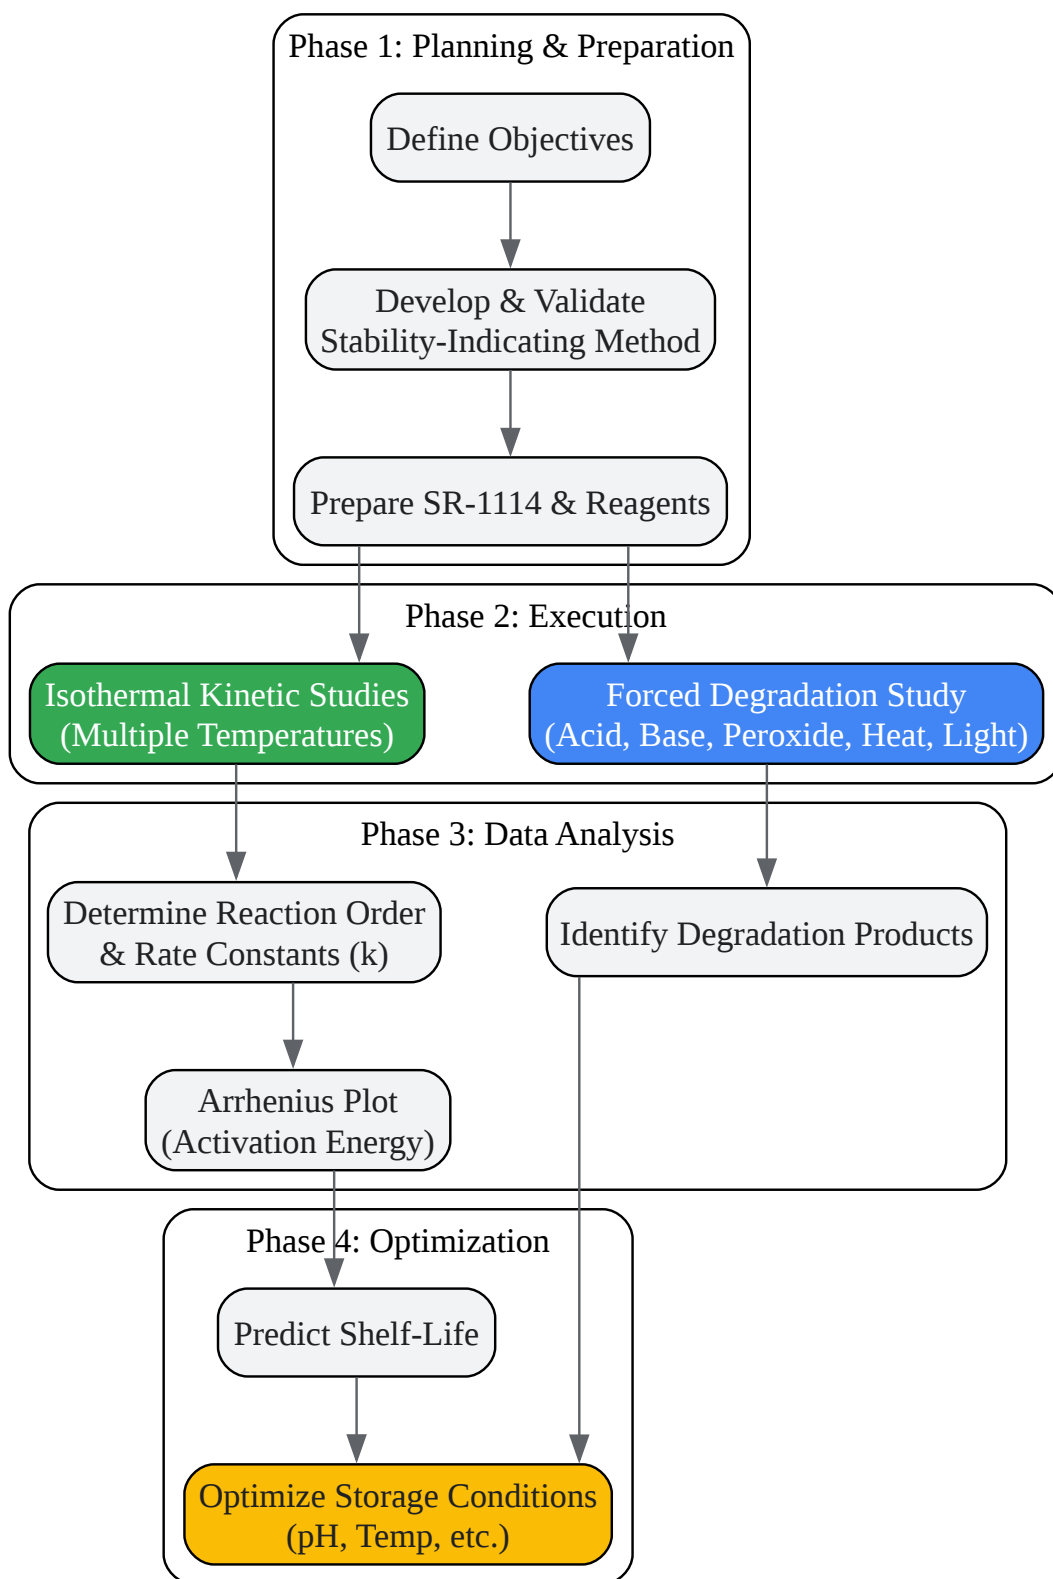 Phase 1: Planning & Preparation
Define Objectives
Develop & Validate
Stability-Indicating Method
Prepare SR-1114 & Reagents
Phase 2: Execution
Isothermal Kinetic Studies
(Multiple Temperatures)
Forced Degradation Study
(Acid, Base, Peroxide, Heat, Light)
Phase 3: Data Analysis
Determine Reaction Order
& Rate Constants (k)
Identify Degradation Products
Arrhenius Plot
(Activation Energy)
Phase 4: Optimization
Predict Shelf-Life
Optimize Storage Conditions
(pH, Temp, etc.)